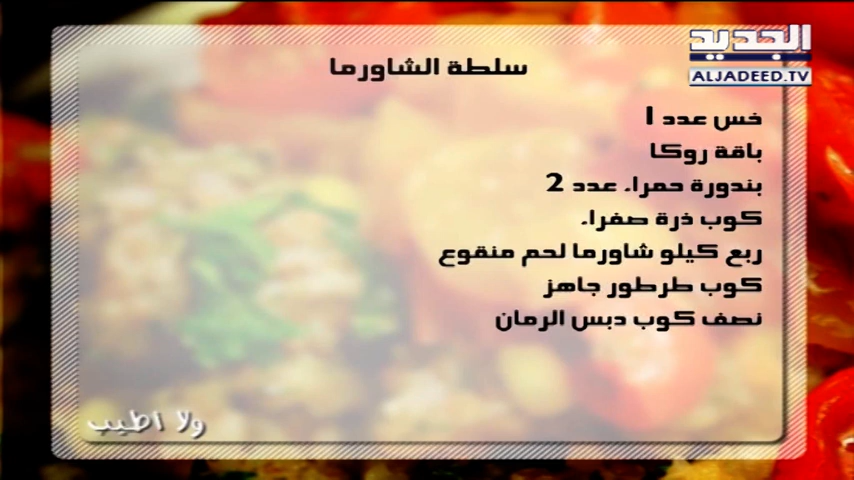 الجديد
ALJADEED.TV
سلطة الشاورما
خس عدد 1
باقة روكا
بندورة حمراء عدد 2
كوب ذرة صفراء
ربع كيلو شاورما لحم منقوع
كوب طرطور جاهز
نصف كوب دبس الرمان
ولا أطيب